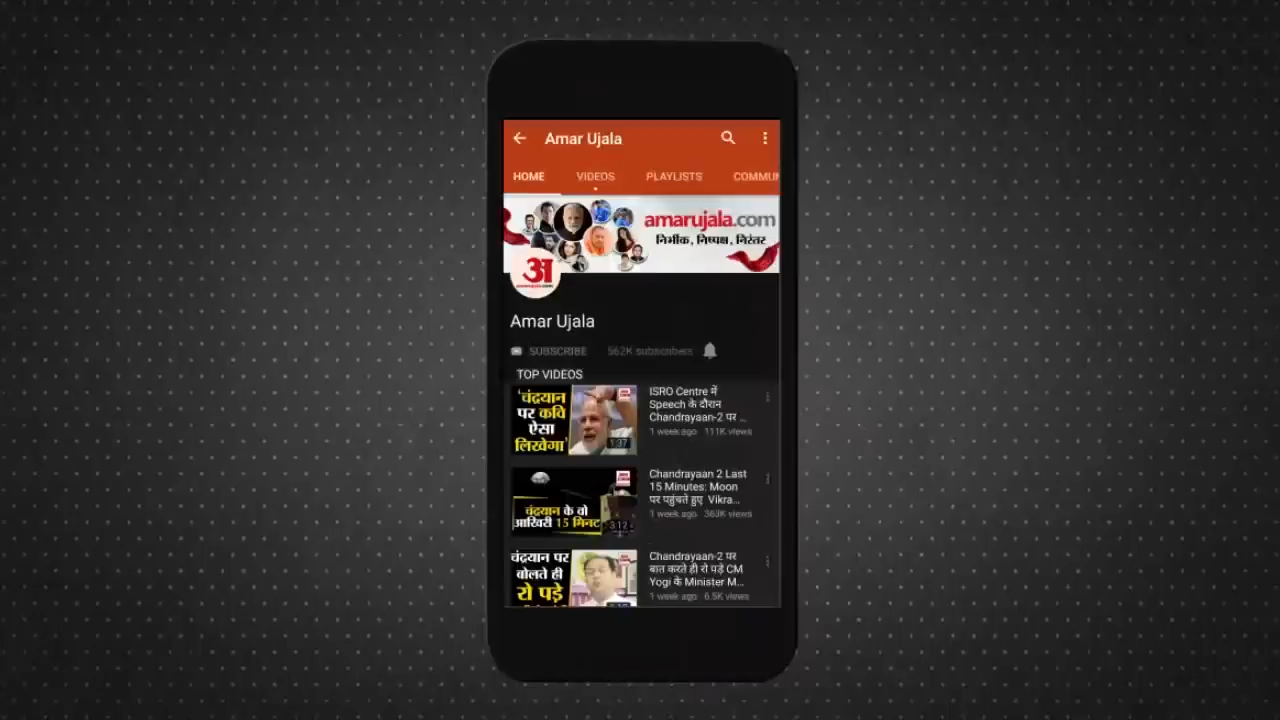 Amar Ujala
HOME VIDEOS PLAYLISTS COMMUN
amarujala.com
निर्भीक, निष्पक्ष, निरंतर
अ
amarujala.com
Amar Ujala
SUBSCRIBE 562K subscribers
TOP VIDEOS
'चंद्रयान
पर कवि
ऐसा
लिखेगा'
1:37
ISRO Centre में
Speech के दौरान
Chandrayaan-2 पर ...
1 week ago 111K views
चंद्रयान के वो
आखिरी 15 मिनट
3:12
Chandrayaan 2 Last
15 Minutes: Moon
पर पहुंचते हुए Vikra...
1 week ago 363K views
चंद्रयान पर
बोलते ही
रो पड़े
Chandrayaan-2 पर
बात करते ही रो पड़े CM
Yogi के Minister M...
1 week ago 6.5K views